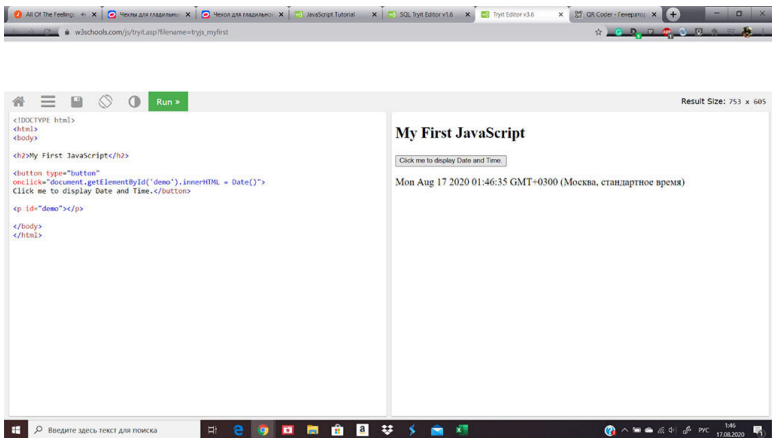 All Of The Feelings
Чехлы для гладильн
Чехол для гладильно
JavaScript Tutorial
SQL Tryit Editor v1.6
Tryit Editor v3.6
QR Coder - Генератор
w3schools.com/js/tryit.asp?filename=tryjs_myfirst
Run »
Result Size: 753 x 605
<!DOCTYPE html>
<html>
<body>
<h2>My First JavaScript</h2>
<button type="button"
onclick="document.getElementById('demo').innerHTML = Date()">
Click me to display Date and Time.</button>
<p id="demo"></p>
</body>
</html>
My First JavaScript
Click me to display Date and Time.
Mon Aug 17 2020 01:46:35 GMT+0300 (Москва, стандартное время)
Введите здесь текст для поиска
РУС
1:46
17.08.2020